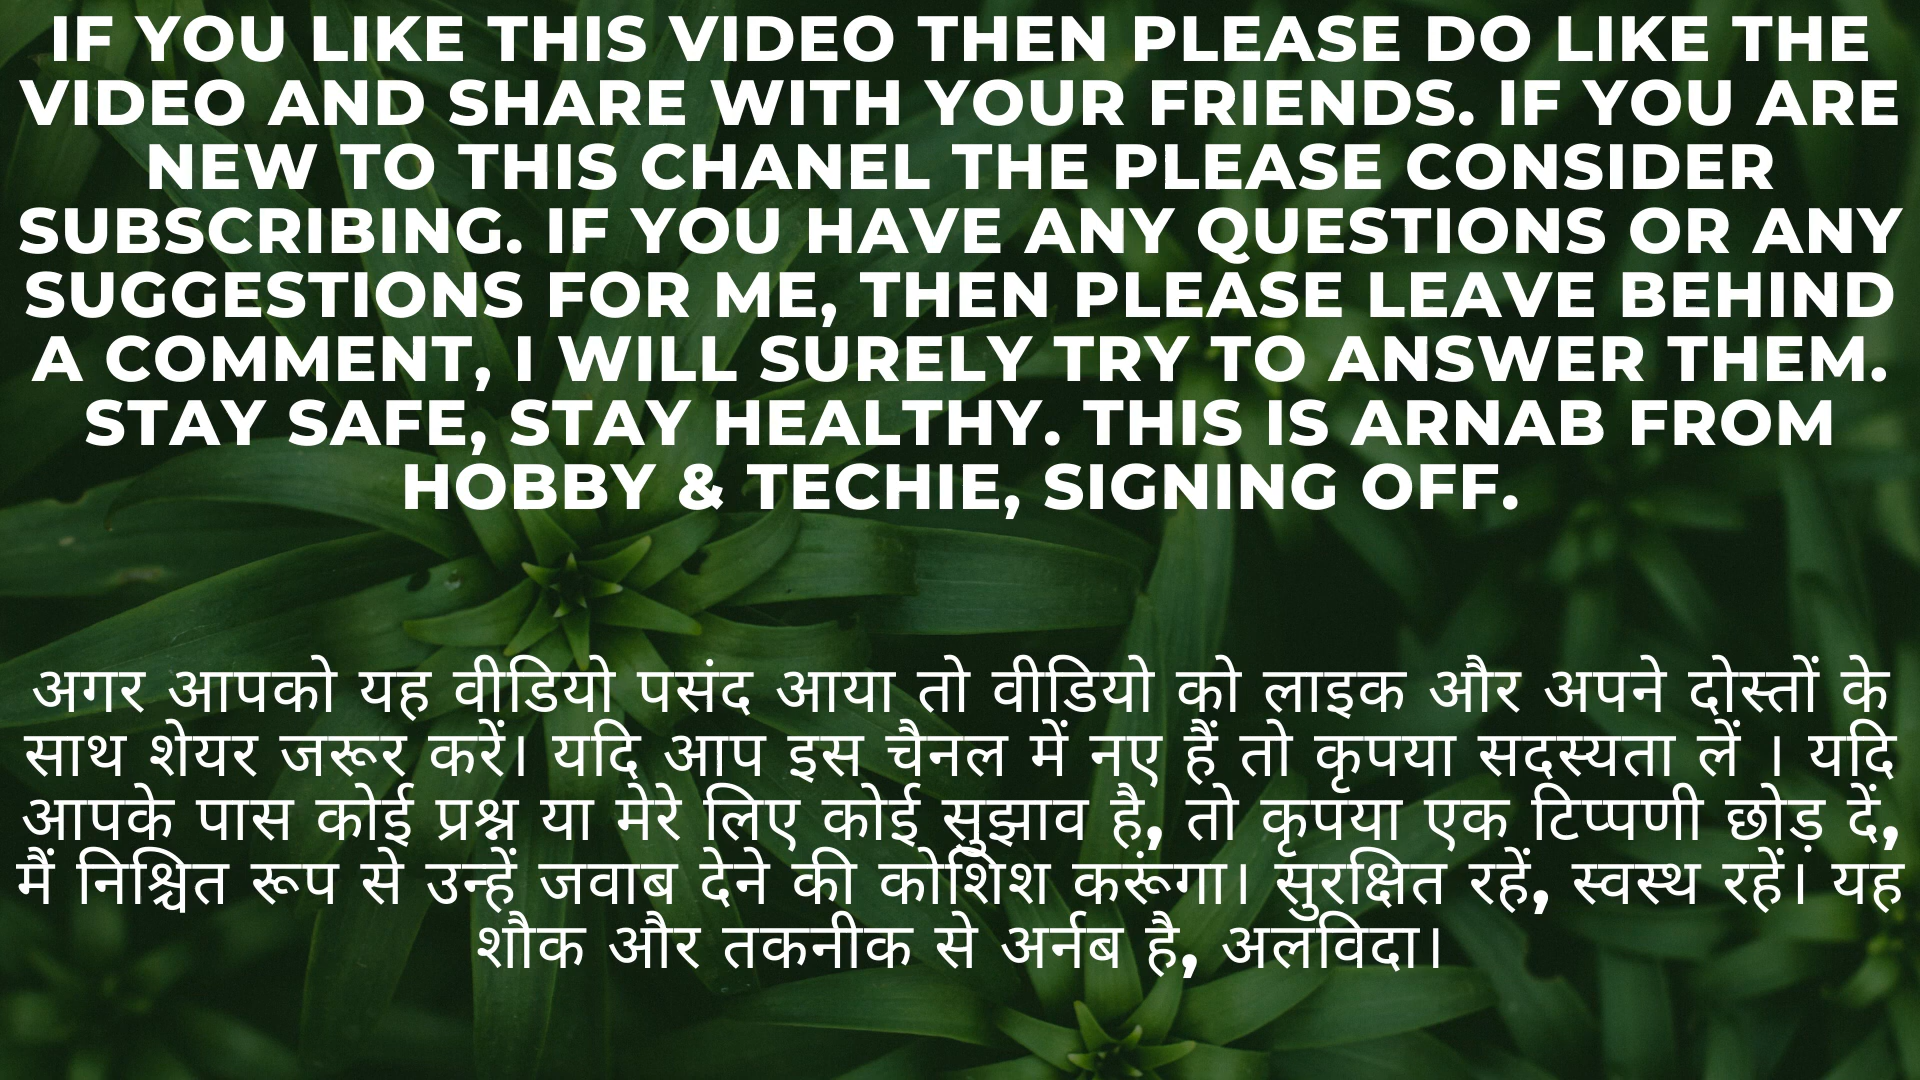 IF YOU LIKE THIS VIDEO THEN PLEASE DO LIKE THE
VIDEO AND SHARE WITH YOUR FRIENDS. IF YOU ARE
NEW TO THIS CHANEL THE PLEASE CONSIDER
SUBSCRIBING. IF YOU HAVE ANY QUESTIONS OR ANY
SUGGESTIONS FOR ME, THEN PLEASE LEAVE BEHIND
A COMMENT, I WILL SURELY TRY TO ANSWER THEM.
STAY SAFE, STAY HEALTHY. THIS IS ARNAB FROM
HOBBY & TECHIE, SIGNING OFF.
अगर आपको यह वीडियो पसंद आया तो वीडियो को लाइक और अपने दोस्तों के
साथ शेयर जरूर करें। यदि आप इस चैनल में नए हैं तो कृपया सदस्यता लें । यदि
आपके पास कोई प्रश्न या मेरे लिए कोई सुझाव है, तो कृपया एक टिप्पणी छोड़ दें,
मैं निश्चित रूप से उन्हें जवाब देने की कोशिश करूंगा। सुरक्षित रहें, स्वस्थ रहें। यह
शौक और तकनीक से अर्नब है, अलविदा।